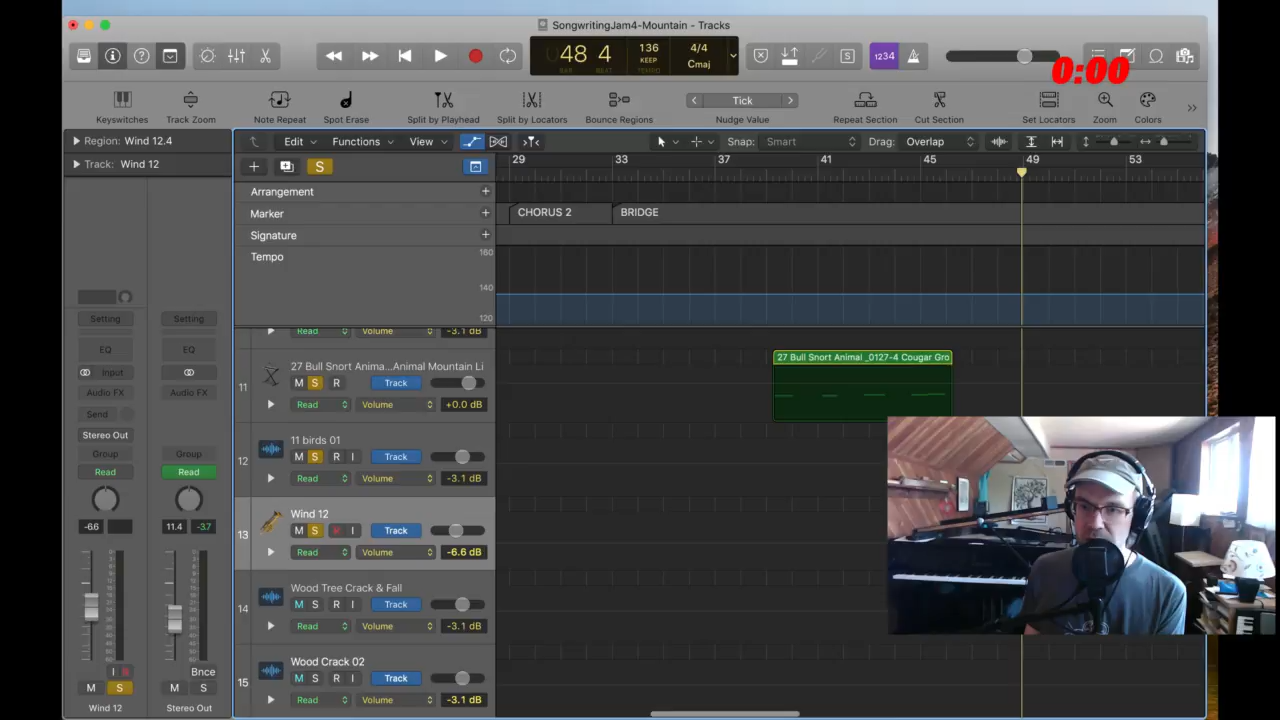 SongwritingJam4-Mountain - Tracks
48 4
BAR BEAT
136
KEEP
TEMPO
4/4
Cmaj
S
1234
0:00
Keyswitches
Track Zoom
Note Repeat
Spot Erase
Split by Playhead
Split by Locators
Bounce Regions
Tick
Nudge Value
Repeat Section
Cut Section
Set Locators
Zoom
Colors
Region: Wind 12.4
Track: Wind 12
Edit
Functions
View
Snap: Smart
Drag: Overlap
S
29 33 37 41 45 49 53
Arrangement
Marker
CHORUS 2
BRIDGE
Signature
Tempo
160
140
120
Read Volume -3.1 dB
11
27 Bull Snort Anima...Animal Mountain Li
M S R Track
Read Volume +0.0 dB
27 Bull Snort Animal _0127-4 Cougar Gro
12
11 birds 01
M S R I Track
Read Volume -3.1 dB
13
Wind 12
M S R I Track
Read Volume -6.6 dB
14
Wood Tree Crack & Fall
M S R I Track
Read Volume -3.1 dB
15
Wood Crack 02
M S R I Track
Read Volume -3.1 dB
Setting Setting
EQ EQ
Input
Audio FX Audio FX
Send
Stereo Out
Group Group
Read Read
-6.6
11.4 -3.7
I R
Bnce
M S M S
Wind 12 Stereo Out